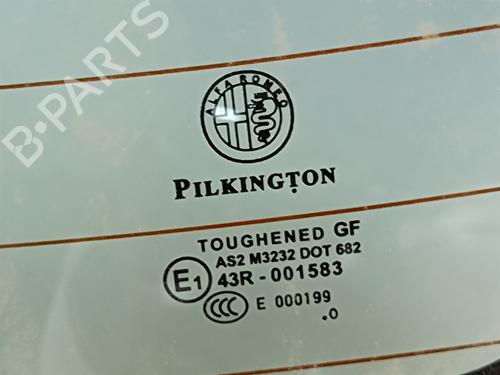 B-PARTS
ALFA ROMEO
PILKINGTON
TOUGHENED GF
AS2 M3232 DOT 682
E1 43R-001583
CCC E 000199
.0